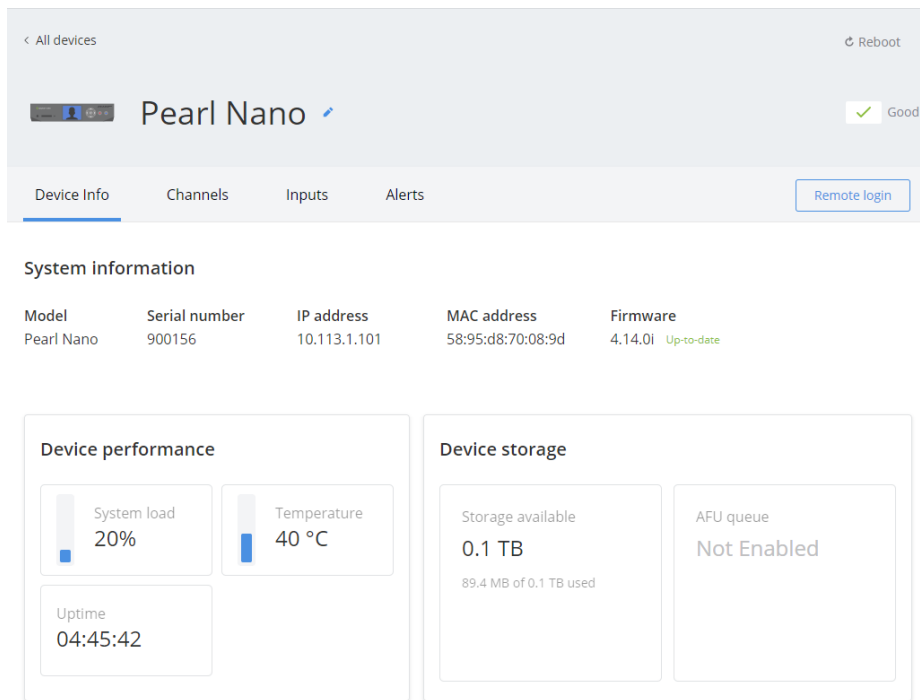 All devices
Reboot
Pearl Nano
Good
Device Info Channels Inputs Alerts Remote login
System information
Model Serial number IP address MAC address Firmware
Pearl Nano 900156 10.113.1.101 58:95:d8:70:08:9d 4.14.0i Up-to-date
Device performance
System load
20%
Temperature
40 °C
Uptime
04:45:42
Device storage
Storage available
0.1 TB
89.4 MB of 0.1 TB used
AFU queue
Not Enabled